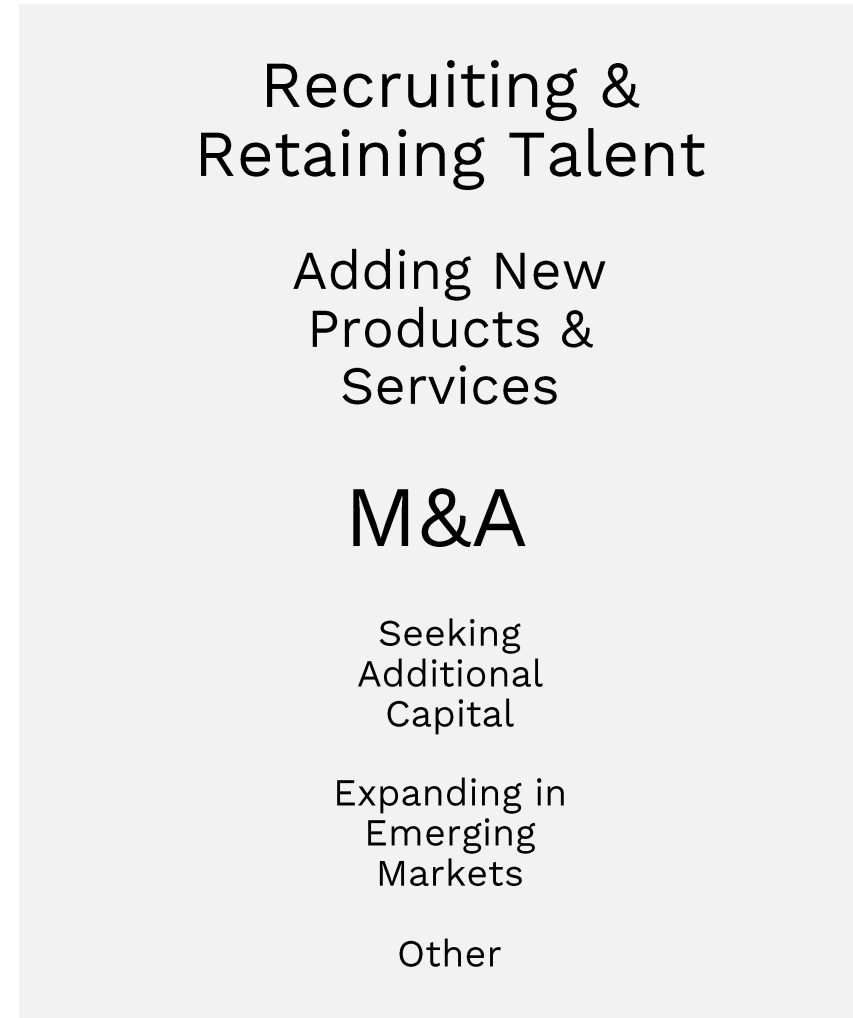 Recruiting &
Retaining Talent
Adding New
Products &
Services
M&A
Seeking
Additional
Capital
Expanding in
Emerging
Markets
Other